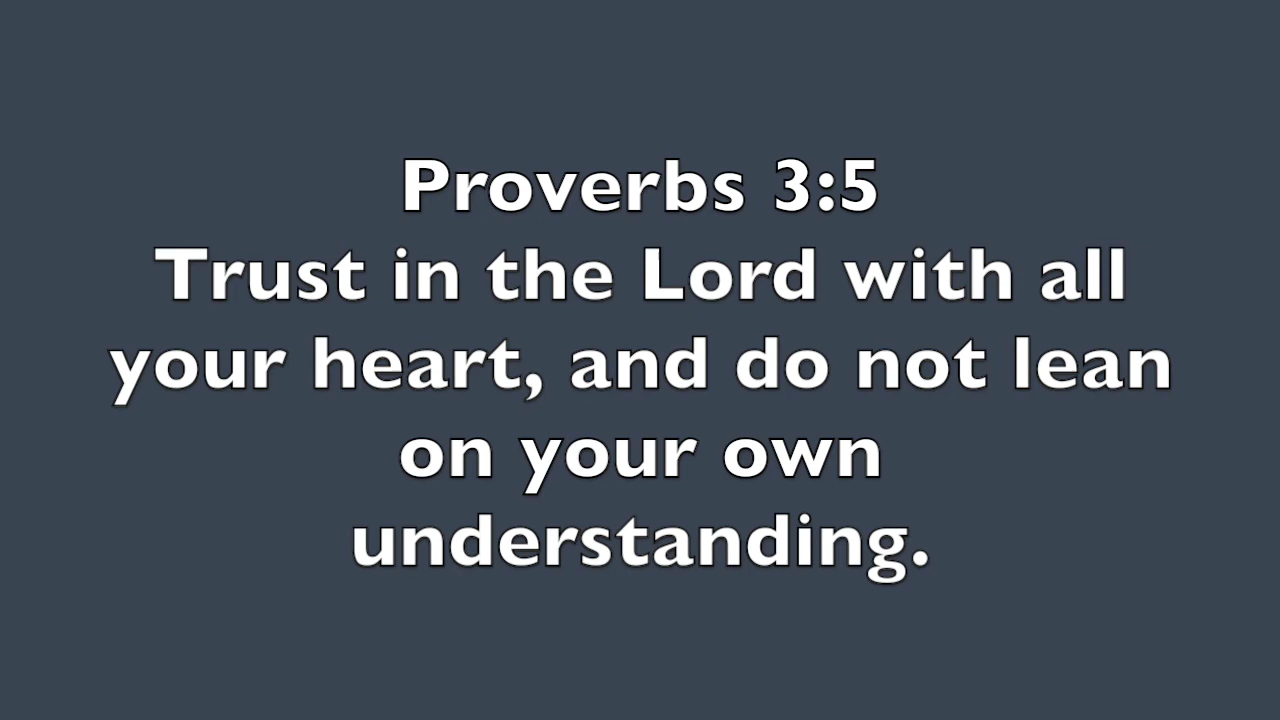 Proverbs 3:5
Trust in the Lord with all
your heart, and do not lean
on your own
understanding.